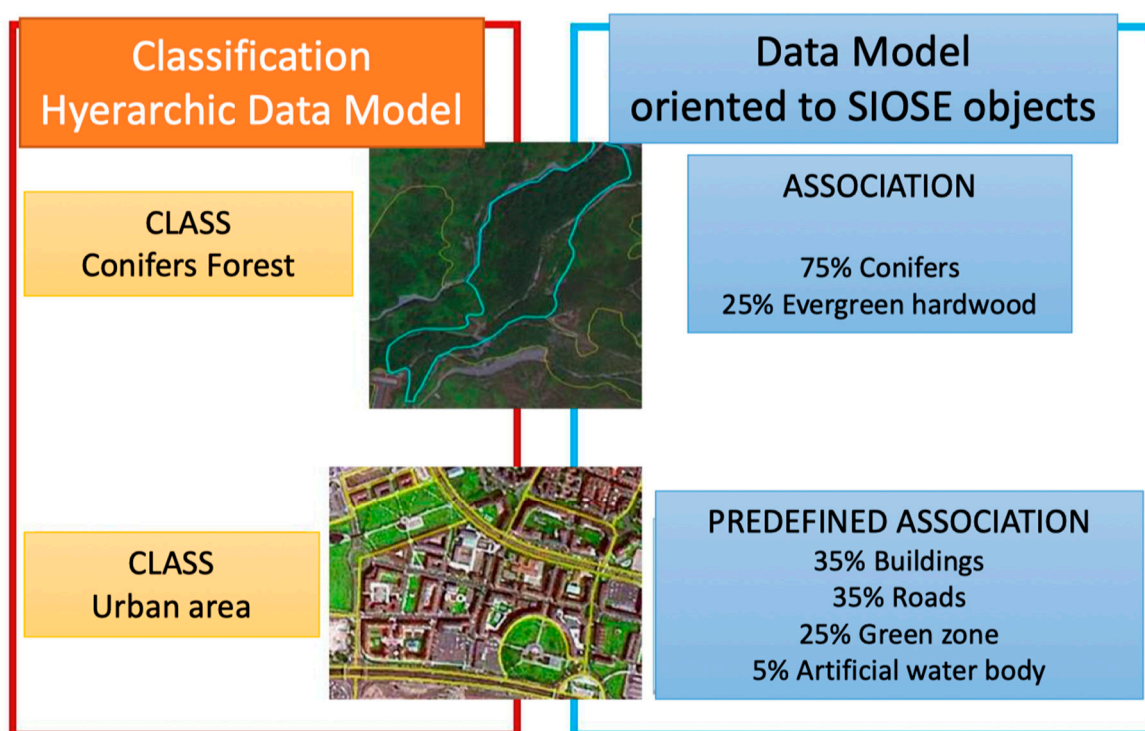 Classification
Hyerarchic Data Model
Data Model
oriented to SIOSE objects
CLASS
Conifers Forest
ASSOCIATION
75% Conifers
25% Evergreen hardwood
CLASS
Urban area
PREDEFINED ASSOCIATION
35% Buildings
35% Roads
25% Green zone
5% Artificial water body